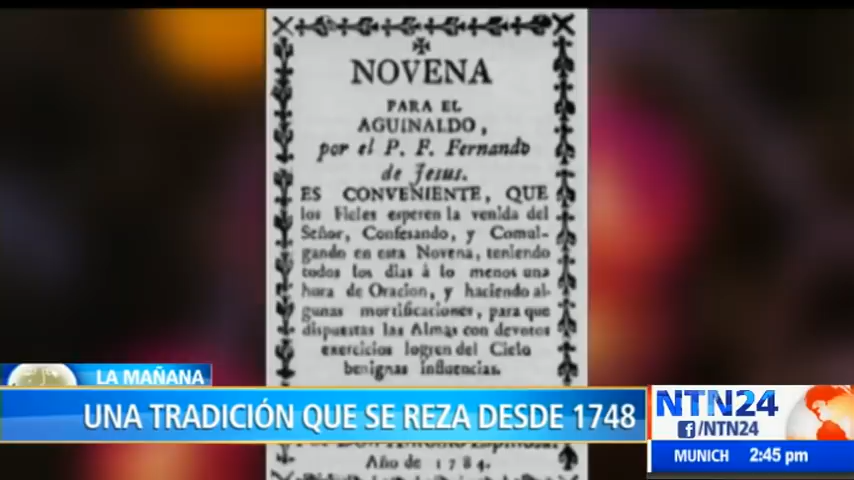 NOVENA
PARA EL
AGUINALDO,
por el P. F. Fernando
de Jesus.
ES CONVENIENTE, QUE
los Fieles esperen la venida del
Señor, Confesando, y Comul-
gando en esta Novena, teniendo
todos los dias à lo menos una
hora de Oracion, y haciendo al-
gunas mortificaciones, para que
dispuestas las Almas con devotos
exercicios logren del Cielo
benignas influencias.
LA MAÑANA
UNA TRADICIÓN QUE SE REZA DESDE 1748
Año de 1784.
NTN24
f/NTN24
MUNICH 2:45 pm